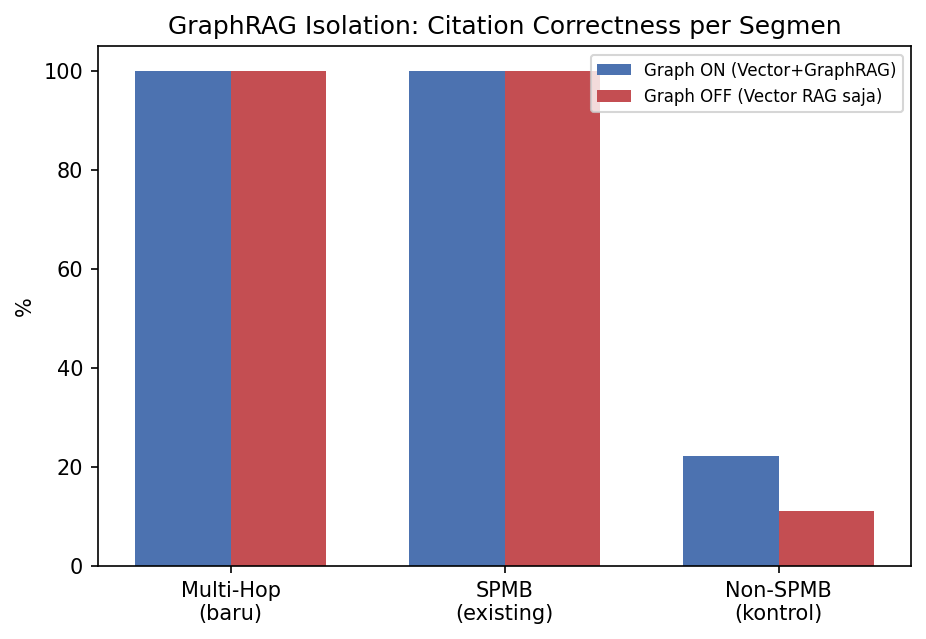 GraphRAG Isolation: Citation Correctness per Segmen
Graph ON (Vector+GraphRAG)
Graph OFF (Vector RAG saja)
%
100
80
60
40
20
0
Multi-Hop
(baru)
SPMB
(existing)
Non-SPMB
(kontrol)